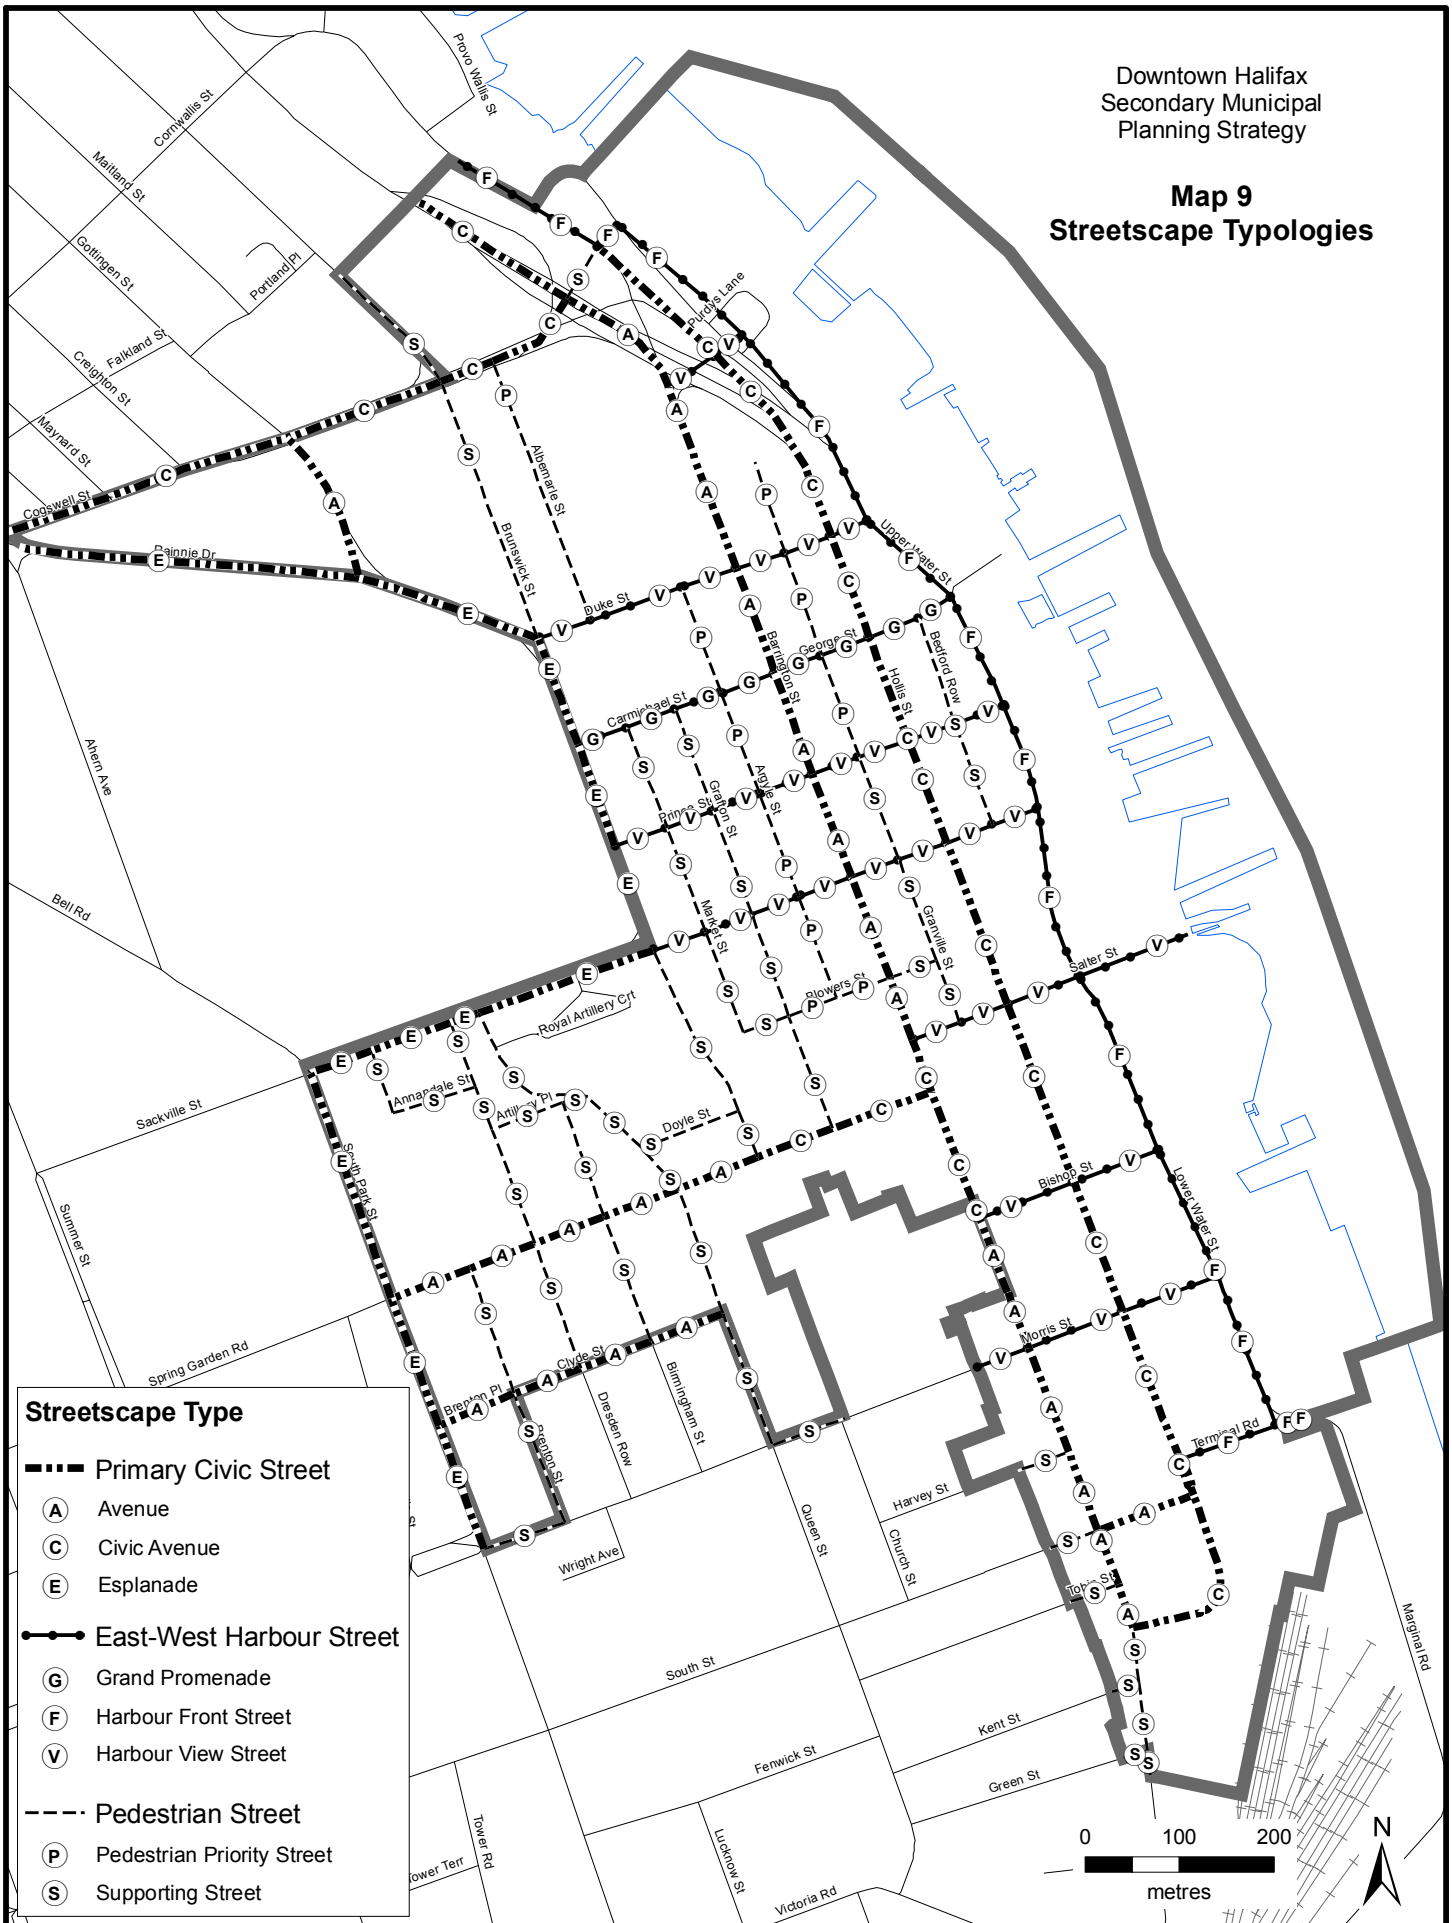 Downtown Halifax
Secondary Municipal
Planning Strategy
Map 9
Streetscape Typologies
Provo Wallis St
Cornwallis St
Maitland St
Gottingen St
Portland Pl
Falkland St
Creighton St
Maynard St
Cogswell St
Rainnie Dr
Purdys Lane
Albemarle St
Brunswick St
Duke St
Upper Water St
Barrington St
George St
Bedford Row
Hollis St
Carmichael St
Argyle St
Grafton St
Prince St
Market St
Granville St
Blowers St
Salter St
Ahern Ave
Bell Rd
Royal Artillery Crt
Sackville St
Annandale St
Artillery Pl
Doyle St
South Park St
Summer St
Bishop St
Lower Water St
Morris St
Spring Garden Rd
Clyde St
Brenton Pl
Birmingham St
Dresden Row
Brenton St
Terminal Rd
Harvey St
Queen St
Church St
Wright Ave
Tobin St
Marginal Rd
South St
Kent St
Fenwick St
Green St
Tower Rd
Tower Terr
Lucknow St
Victoria Rd
St
Streetscape Type
Primary Civic Street
A Avenue
C Civic Avenue
E Esplanade
East-West Harbour Street
G Grand Promenade
F Harbour Front Street
V Harbour View Street
Pedestrian Street
P Pedestrian Priority Street
S Supporting Street
0 100 200
metres
N